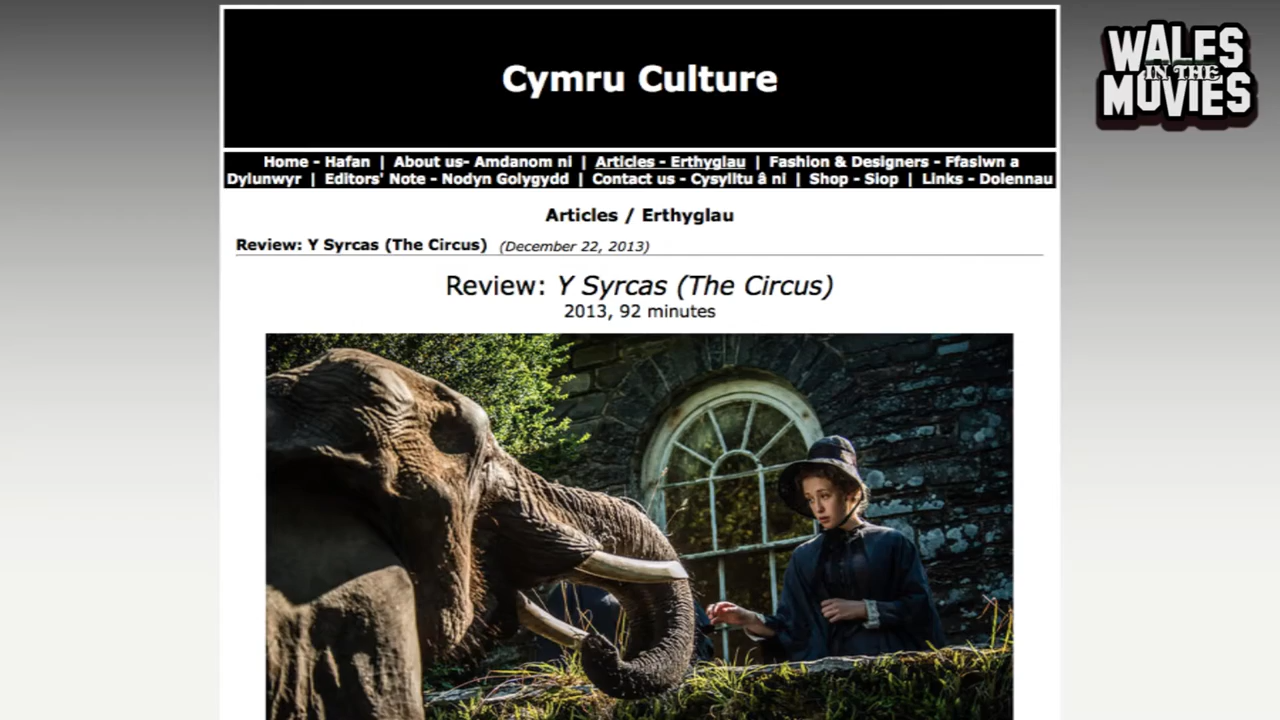 Cymru Culture
WALES
IN THE
MOVIES
Home - Hafan | About us- Amdanom ni | Articles - Erthyglau | Fashion & Designers - Ffasiwn a
Dylunwyr | Editors' Note - Nodyn Golygydd | Contact us - Cysylltu â ni | Shop - Siop | Links - Dolennau
Articles / Erthyglau
Review: Y Syrcas (The Circus) (December 22, 2013)
Review: Y Syrcas (The Circus)
2013, 92 minutes